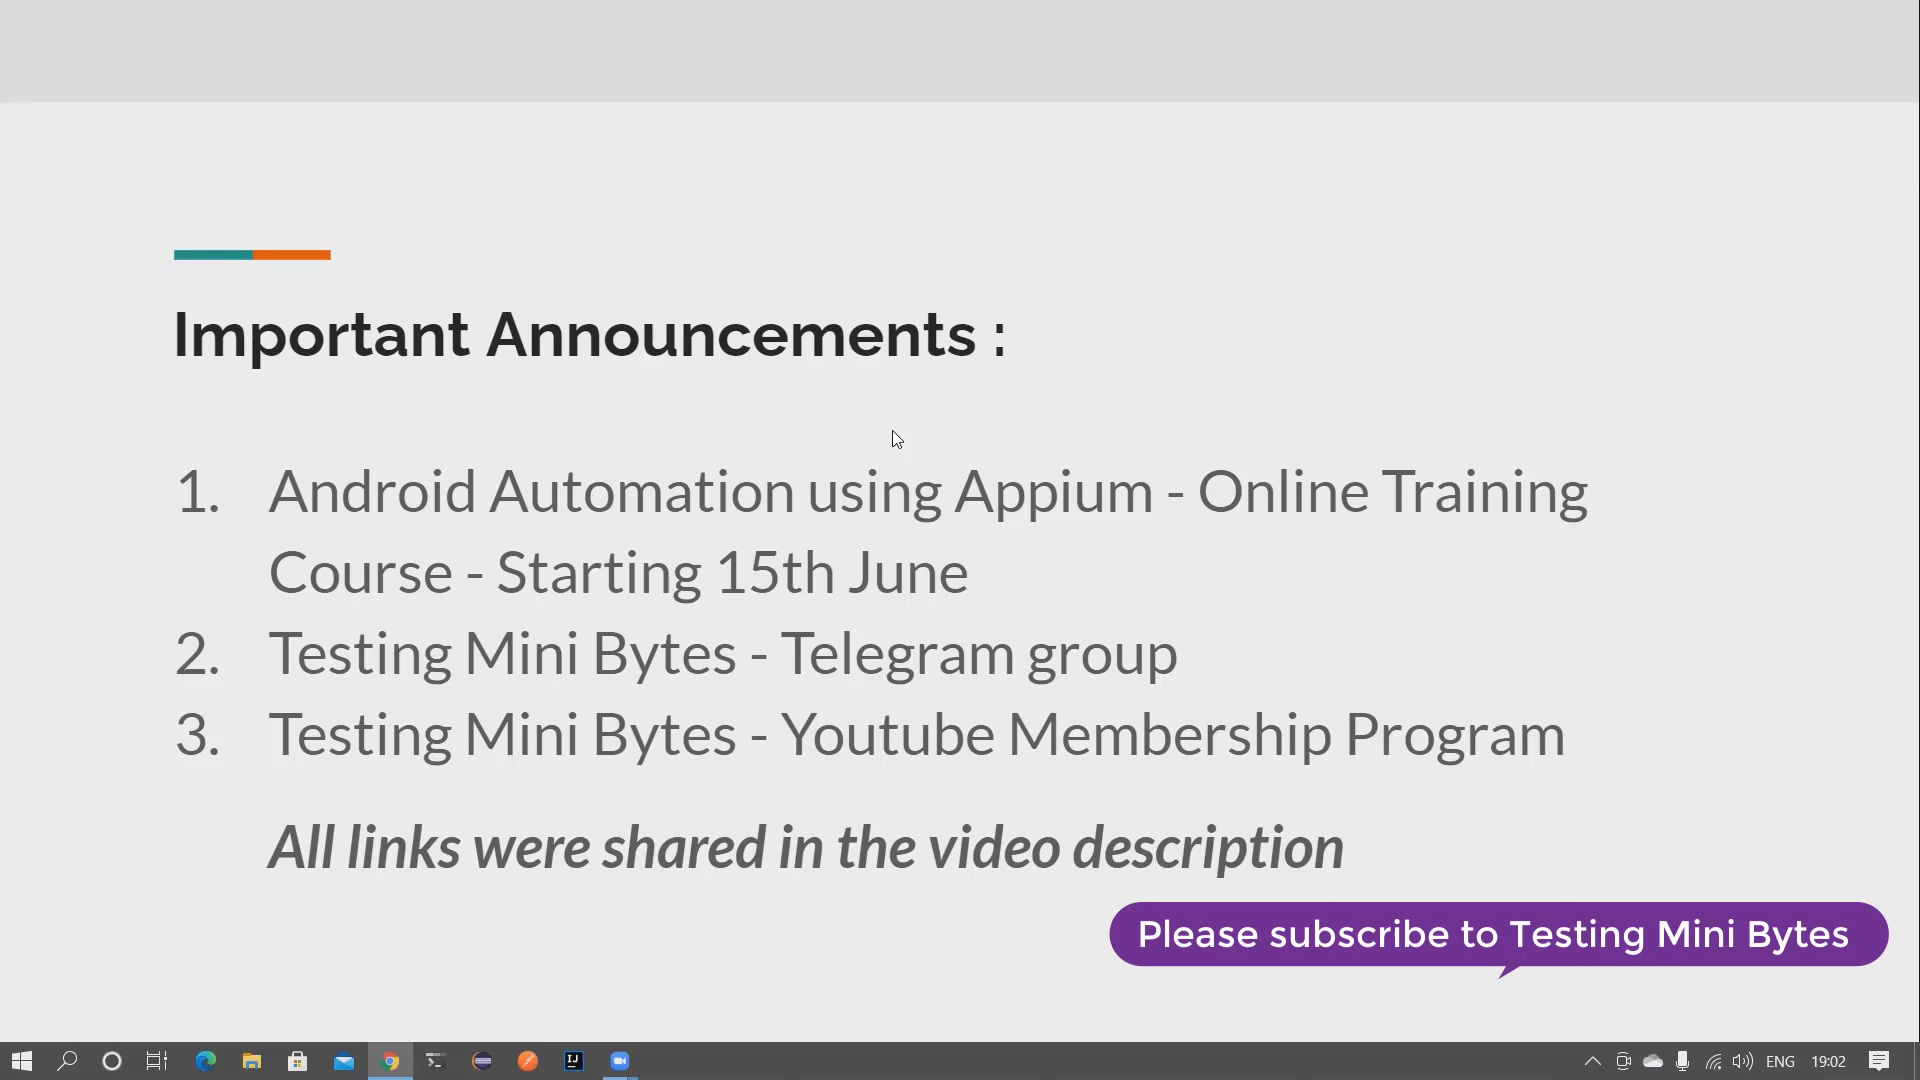 Important Announcements :
1. Android Automation using Appium - Online Training
Course - Starting 15th June
2. Testing Mini Bytes - Telegram group
3. Testing Mini Bytes - Youtube Membership Program
All links were shared in the video description
Please subscribe to Testing Mini Bytes
IJ
ENG
19:02